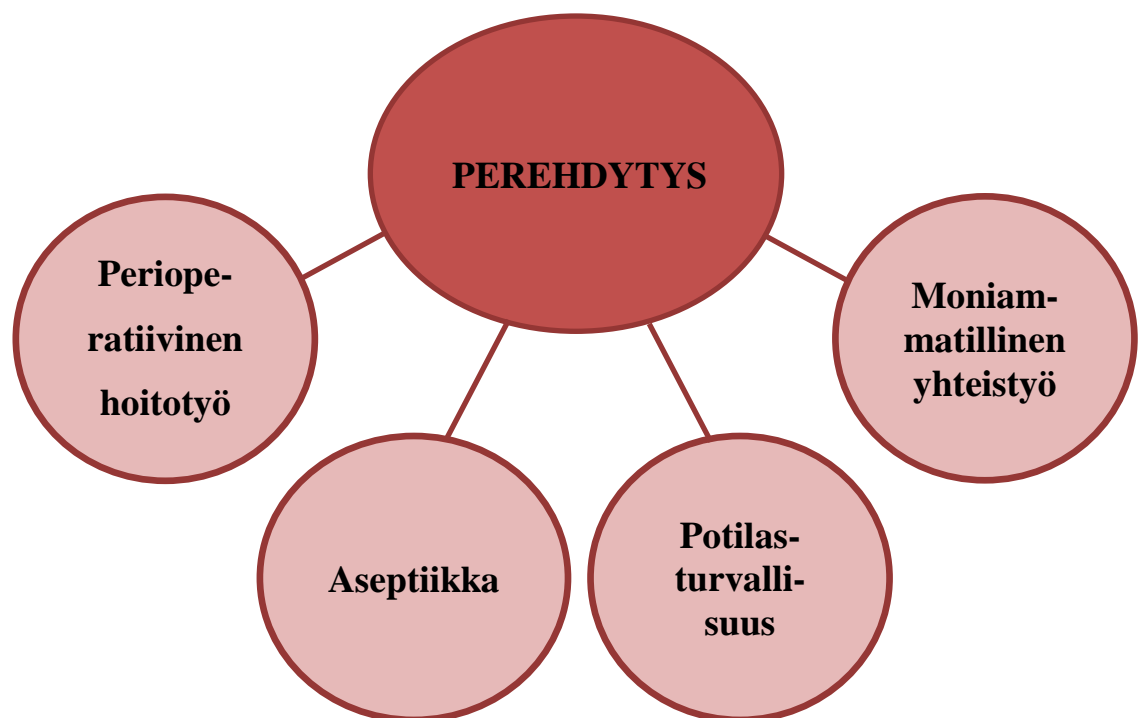 PEREHDYTYS
Periope-
ratiivinen
hoitotyö
Aseptiikka
Potilas-
turvalli-
suus
Moniam-
matillinen
yhteistyö